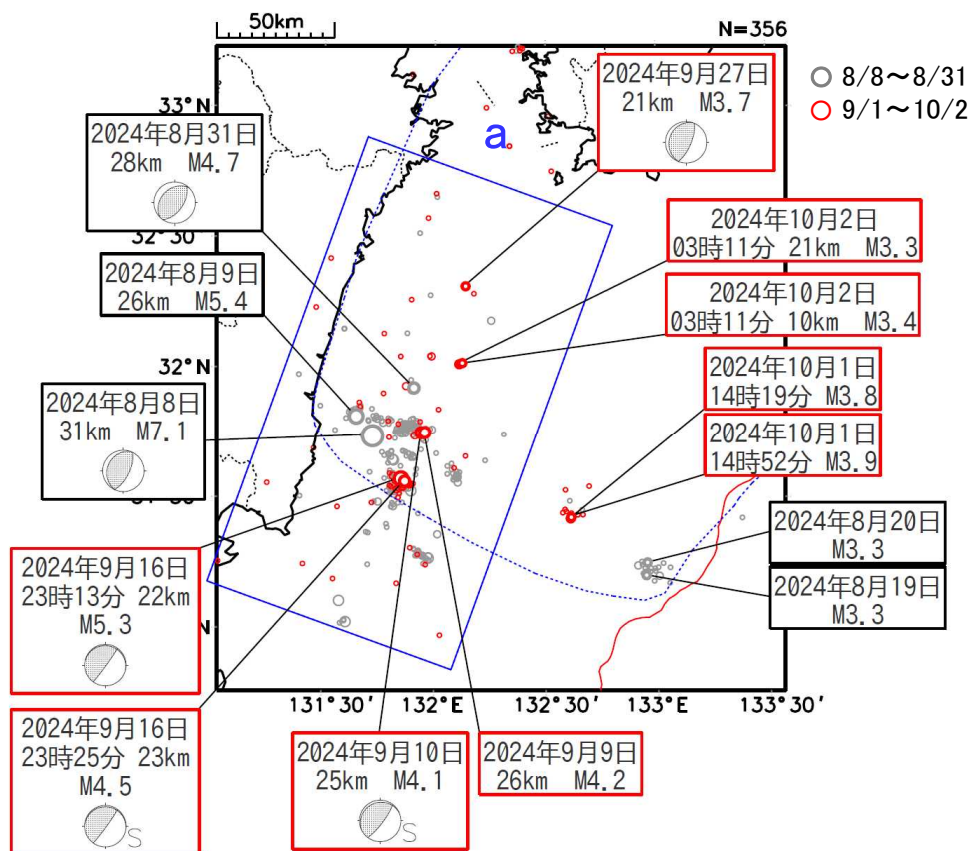 50km
N=356
8/8～8/31
9/1～10/2
33°N
a
2024年9月27日
21km M3.7
2024年8月31日
28km M4.7
32°30'
2024年10月2日
03時11分 21km M3.3
2024年8月9日
26km M5.4
2024年10月2日
03時11分 10km M3.4
32°N
2024年10月1日
14時19分 M3.8
2024年8月8日
31km M7.1
2024年10月1日
14時52分 M3.9
2024年8月20日
M3.3
2024年8月19日
M3.3
2024年9月16日
23時13分 22km
M5.3
N
131°30'
132°E
132°30'
133°E
133°30'
2024年9月16日
23時25分 23km
M4.5
S
2024年9月10日
25km M4.1
S
2024年9月9日
26km M4.2